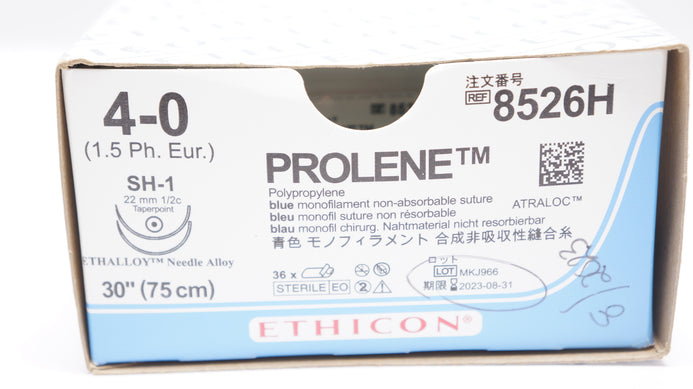 4-0
(1.5 Ph. Eur.)
SH-1
22 mm 1/2c
Taperpoint
ETHALLOY™ Needle Alloy
30" (75 cm)
注文番号
REF 8526H
PROLENE™
Polypropylene
blue monofilament non-absorbable suture
bleu monofil suture non résorbable
blau monofil chirurg. Nahtmaterial nicht resorbierbar
青色 モノフィラメント 合成非吸収性縫合糸
ATRALOC™
36 x
STERILE EO
2
ロット
LOT MKJ966
期限 2023-08-31
ETHICON®